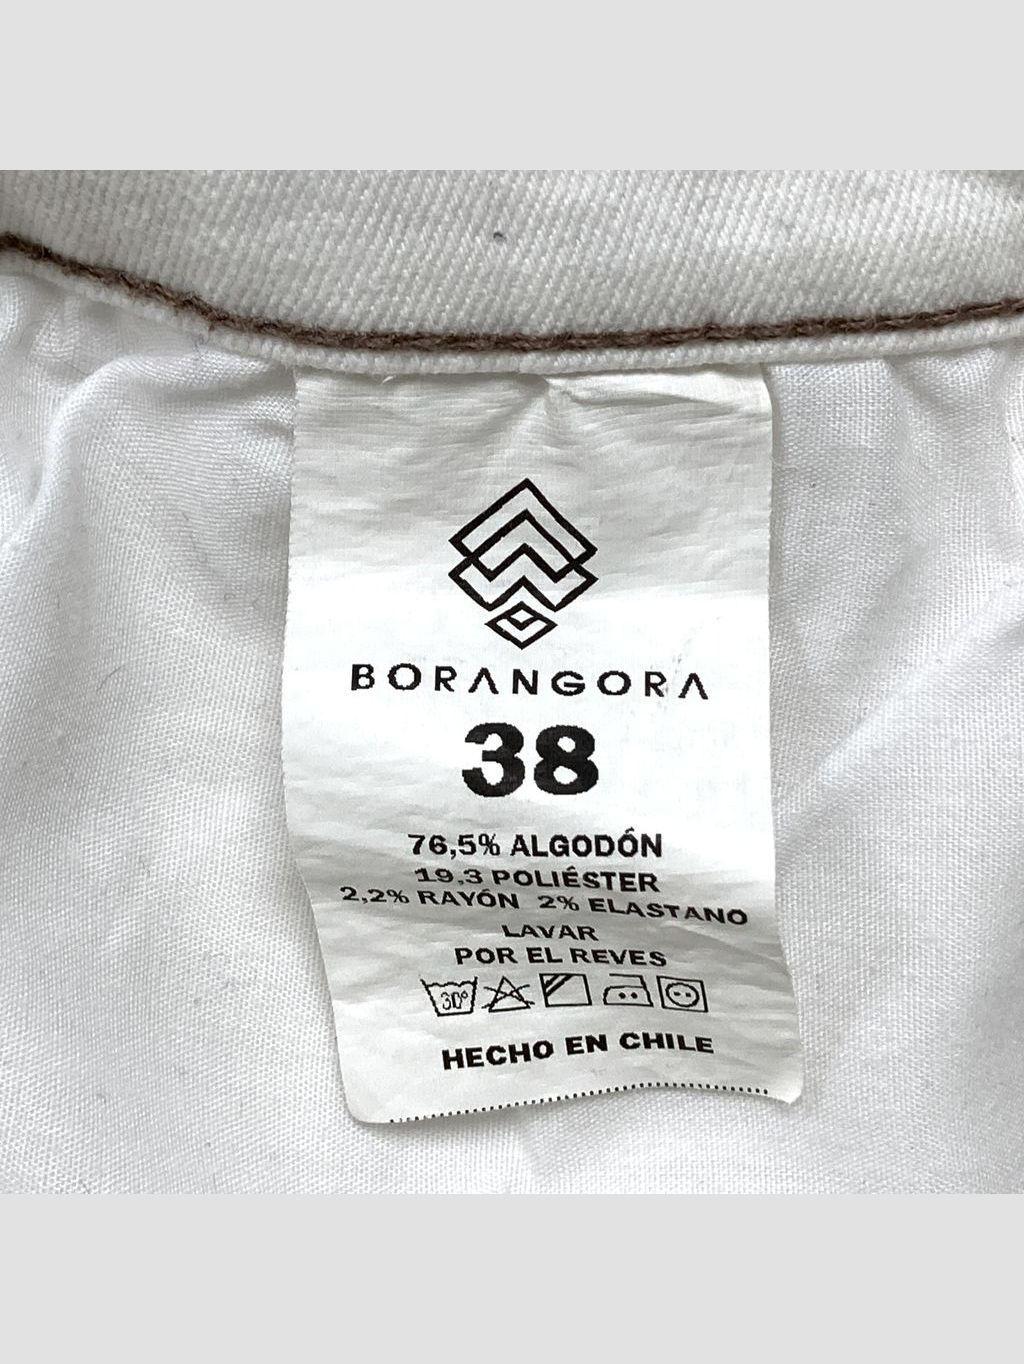 BORANGORA
38
76,5% ALGODÓN
19,3 POLIÉSTER
2,2% RAYÓN 2% ELASTANO
LAVAR
POR EL REVES
30°
HECHO EN CHILE